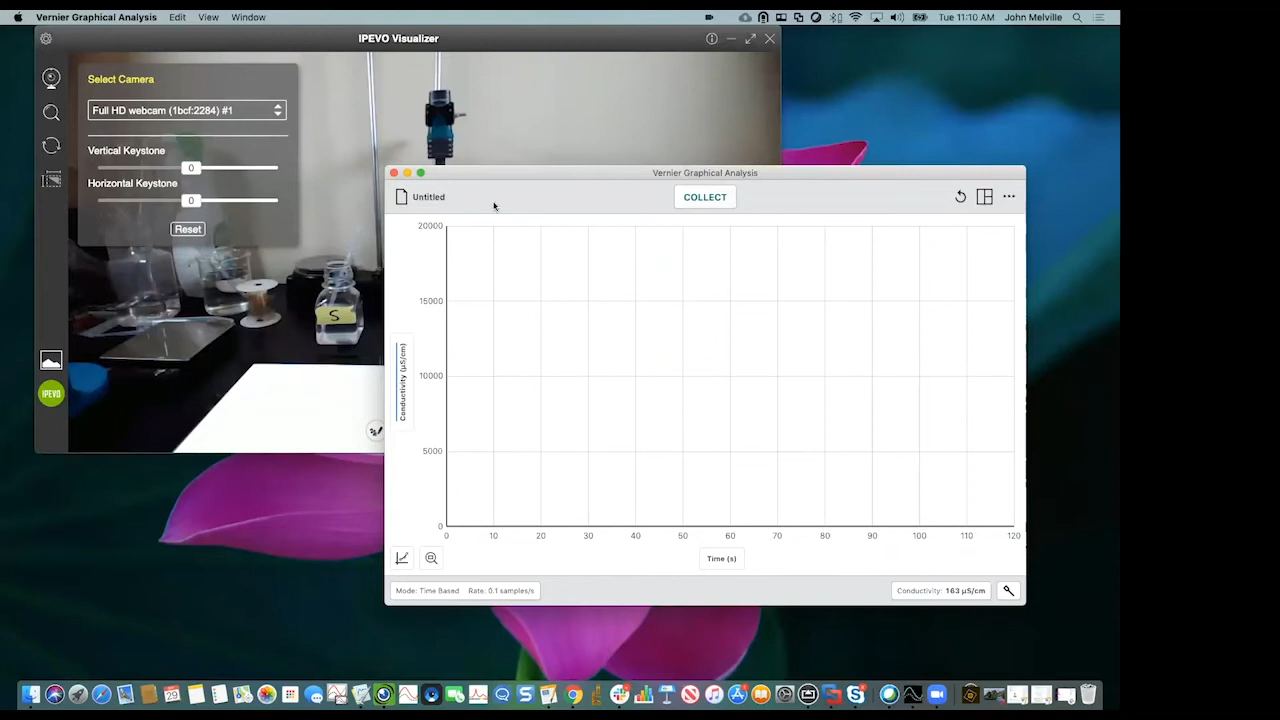 Vernier Graphical Analysis Edit View Window
Tue 11:10 AM John Melville
IPEVO Visualizer
Select Camera
Full HD webcam (1bcf:2284) #1
Vertical Keystone
0
Horizontal Keystone
0
Reset
S
IPEVO
Vernier Graphical Analysis
Untitled
COLLECT
20000
15000
10000
5000
0
Conductivity (µS/cm)
0 10 20 30 40 50 60 70 80 90 100 110 120
Time (s)
Mode: Time Based Rate: 0.1 samples/s
Conductivity: 163 µS/cm
29